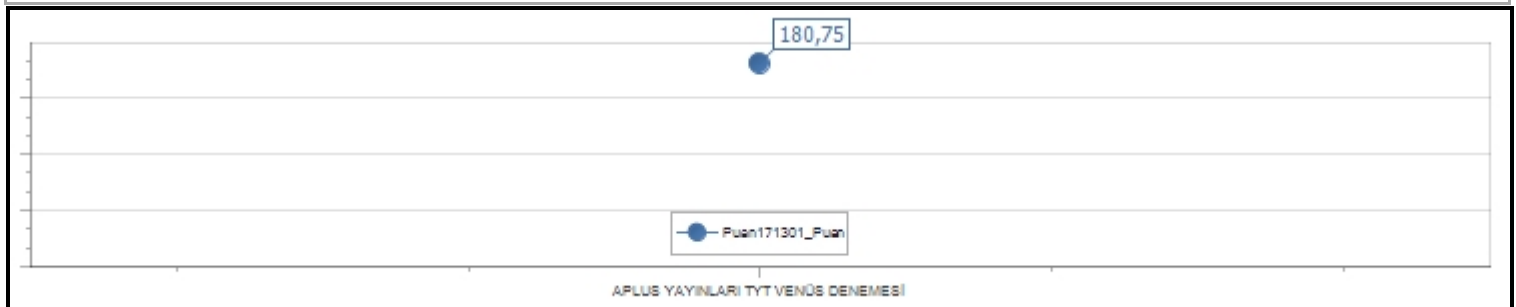 180,75
Puan171301_Puan
APLUS YAYINLARI TYT VENÜS DENEMESİ